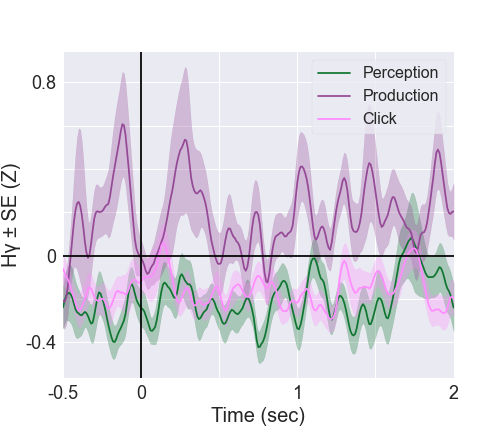 Perception
Production
Click
0.8
0
-0.4
Hγ ± SE (Z)
-0.5
0
1
2
Time (sec)